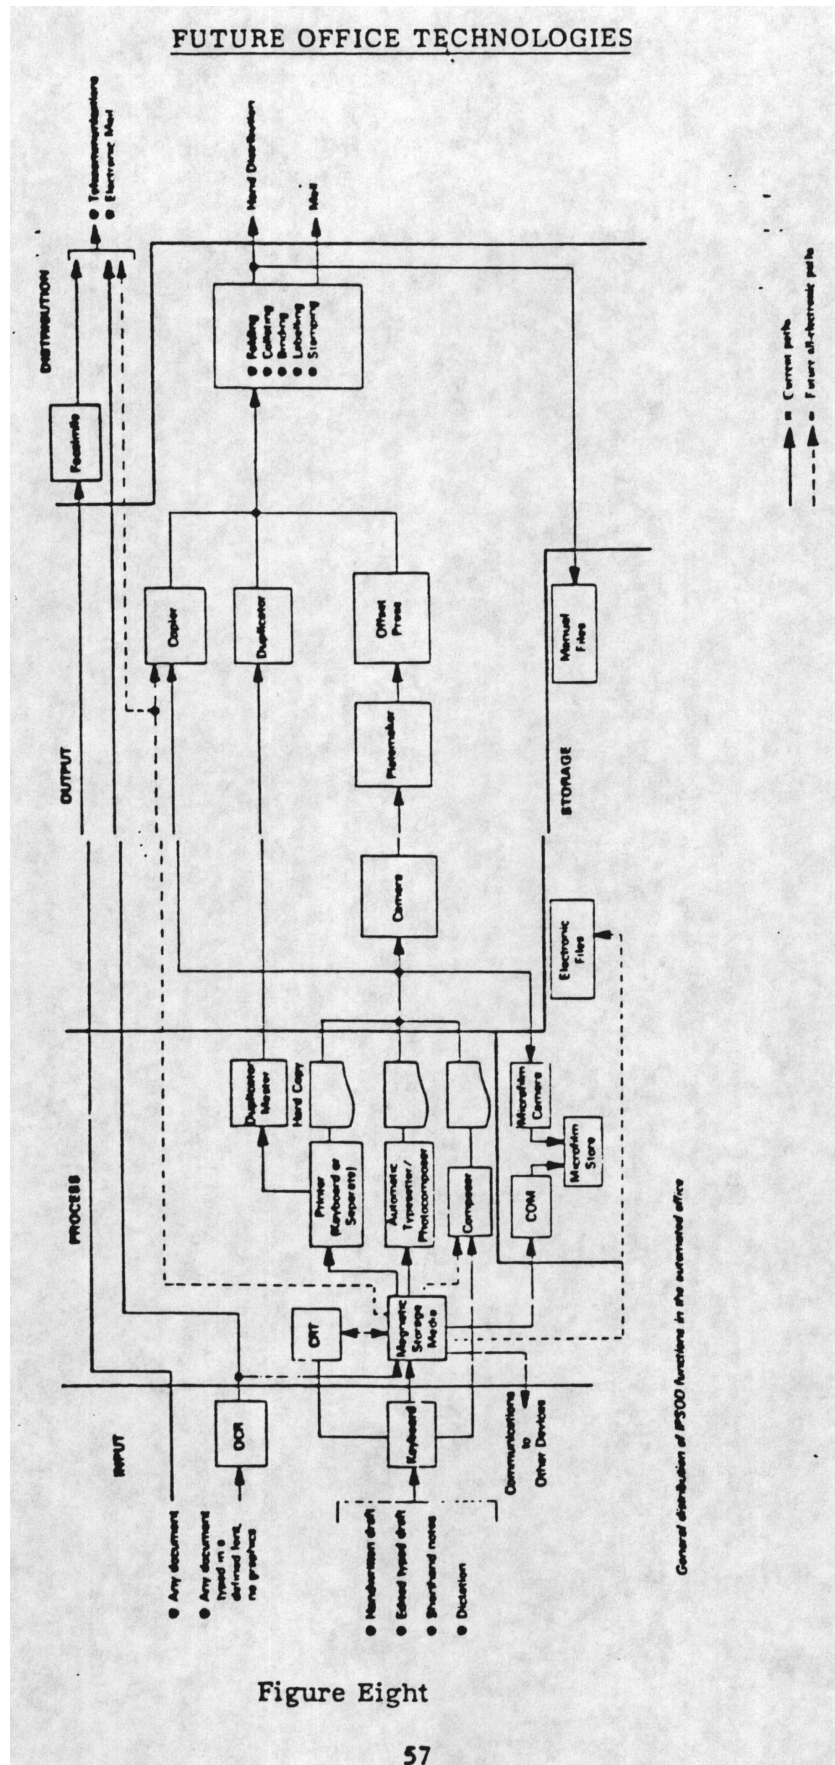 FUTURE OFFICE TECHNOLOGIES
INPUT
PROCESS
OUTPUT
DISTRIBUTION
● Any document
● Any document
typed in a
defined font,
no graphics
● Handwritten draft
● Edited typed draft
● Shorthand notes
● Dictation
OCR
Keyboard
CRT
Magnetic
Storage
Media
Communications
to
Other Devices
Printer
(Keyboard or
Separate)
Automatic
Typesetter/
Photocomposer
Composer
COM
Duplicator
Master
Hard Copy
Microfilm
Camera
Microfilm
Store
Electronic
Files
STORAGE
Camera
Platemaker
Offset
Press
Copier
Duplicator
Manual
Files
Facsimile
● Folding
● Collating
● Binding
● Labelling
● Stamping
● Telecommunications
● Electronic Mail
Hand Distribution
Mail
= Current paths
= Future all-electronic paths
General distribution of IPSOD functions in the automated office
Figure Eight
57